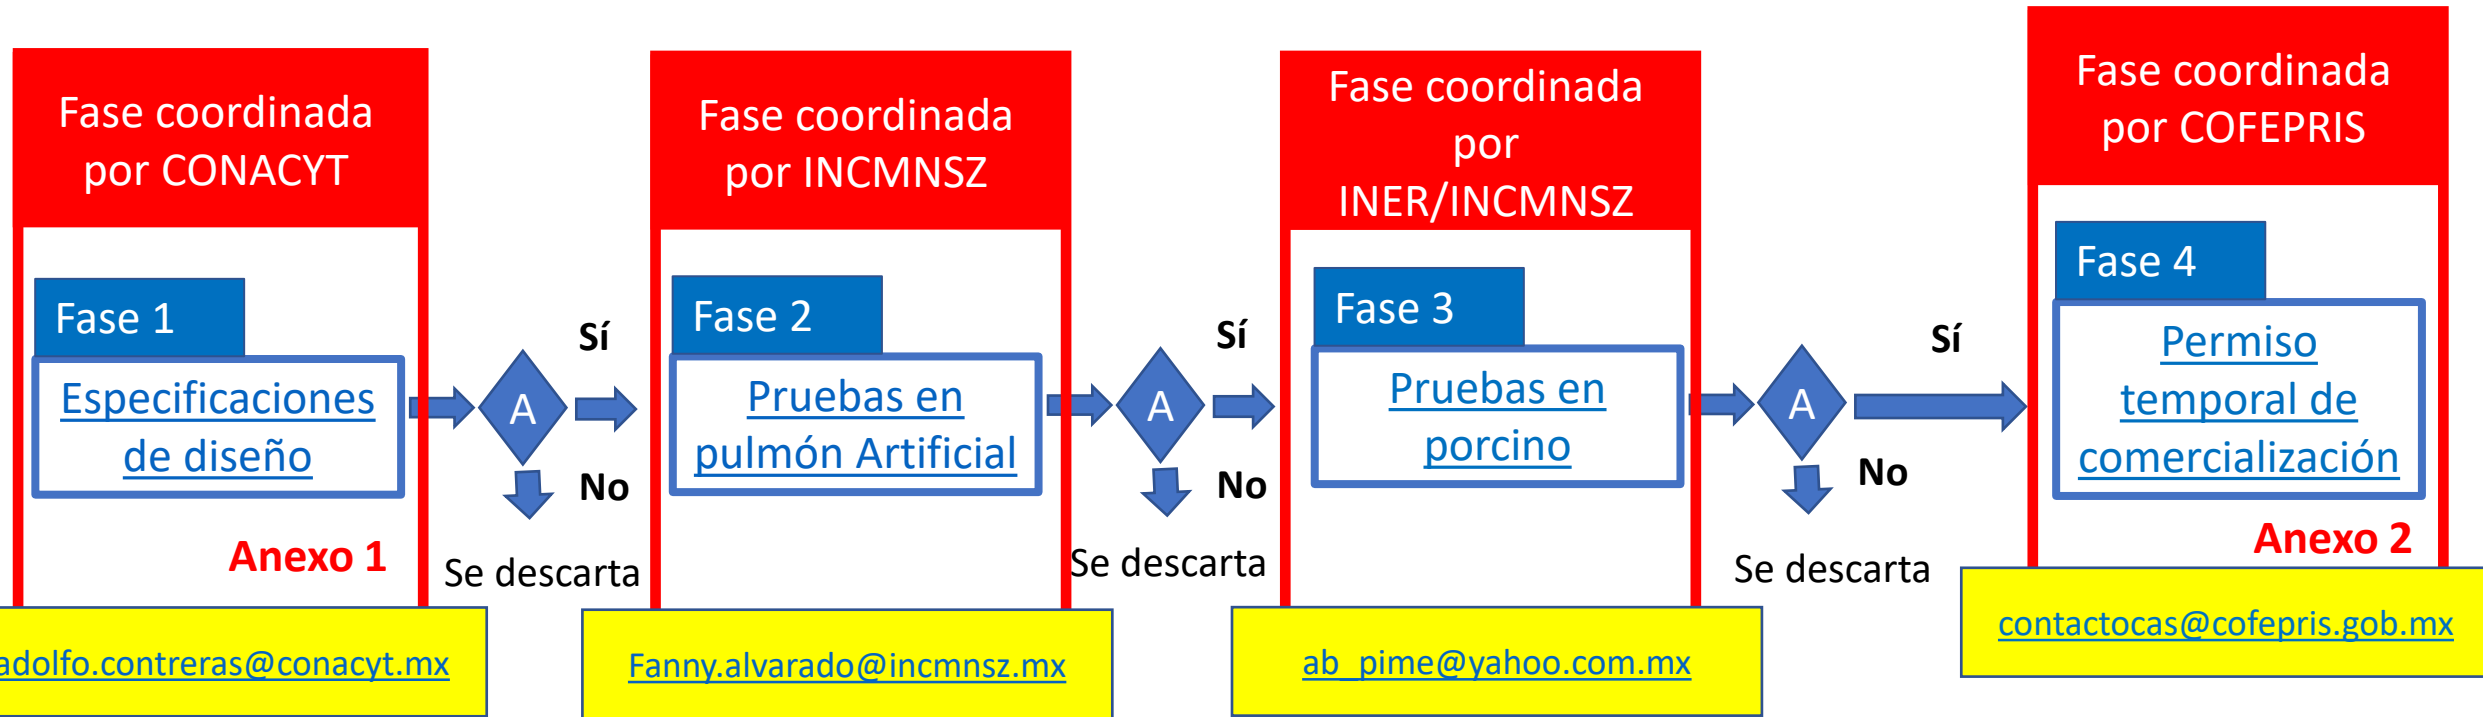 Fase coordinada
por CONACYT
Fase 1
Especificaciones
de diseño
Anexo 1
adolfo.contreras@conacyt.mx
A
Sí
No
Se descarta
Fase coordinada
por INCMNSZ
Fase 2
Pruebas en
pulmón Artificial
Fanny.alvarado@incmnsz.mx
A
Sí
No
Se descarta
Fase coordinada
por
INER/INCMNSZ
Fase 3
Pruebas en
porcino
ab_pime@yahoo.com.mx
A
Sí
No
Se descarta
Fase coordinada
por COFEPRIS
Fase 4
Permiso
temporal de
comercialización
Anexo 2
contactocas@cofepris.gob.mx